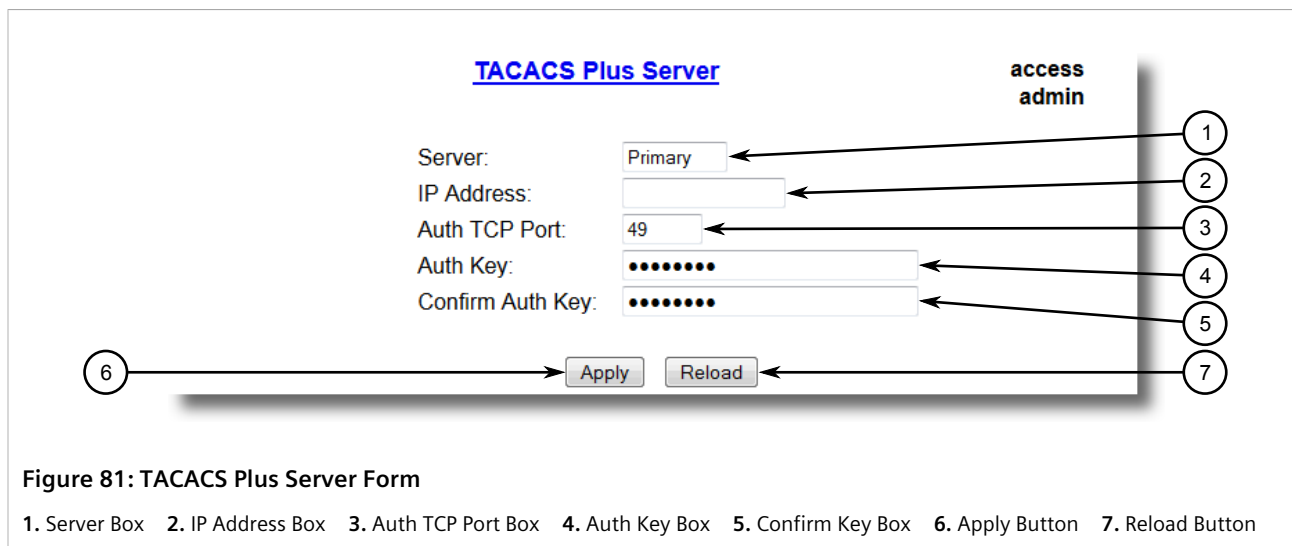 TACACS Plus Server
access
admin
1
Server: Primary
2
IP Address:
3
Auth TCP Port: 49
4
Auth Key: ●●●●●●●●
5
Confirm Auth Key: ●●●●●●●●
6
Apply Reload
7
Figure 81: TACACS Plus Server Form
1. Server Box 2. IP Address Box 3. Auth TCP Port Box 4. Auth Key Box 5. Confirm Key Box 6. Apply Button 7. Reload Button